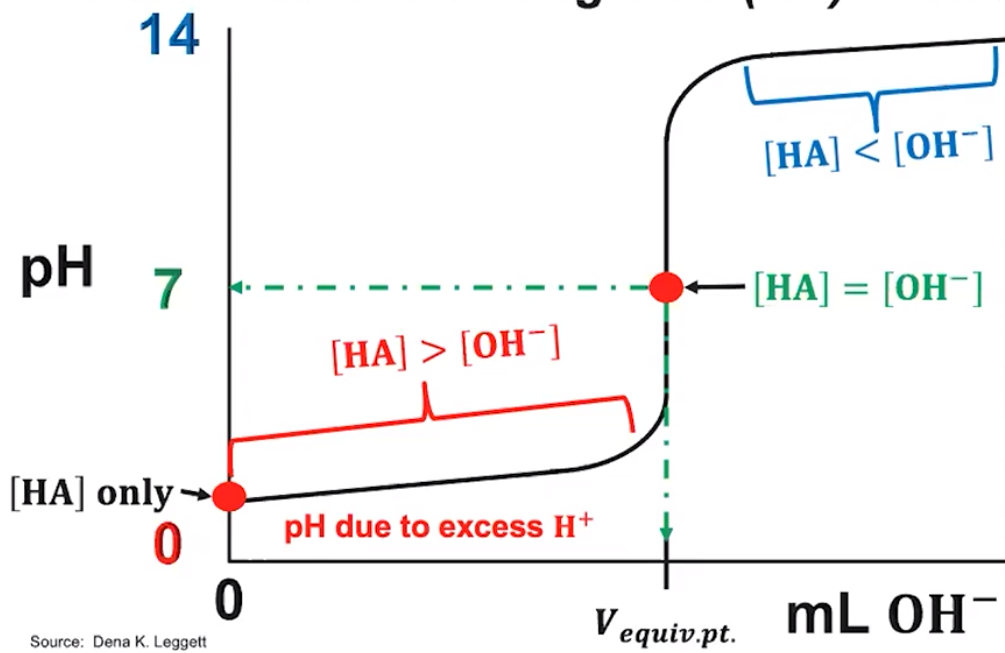 14
[HA] < [OH⁻]
pH
7
[HA] = [OH⁻]
[HA] > [OH⁻]
[HA] only
pH due to excess H⁺
0
0
V equiv.pt.
mL OH⁻
Source: Dena K. Leggett